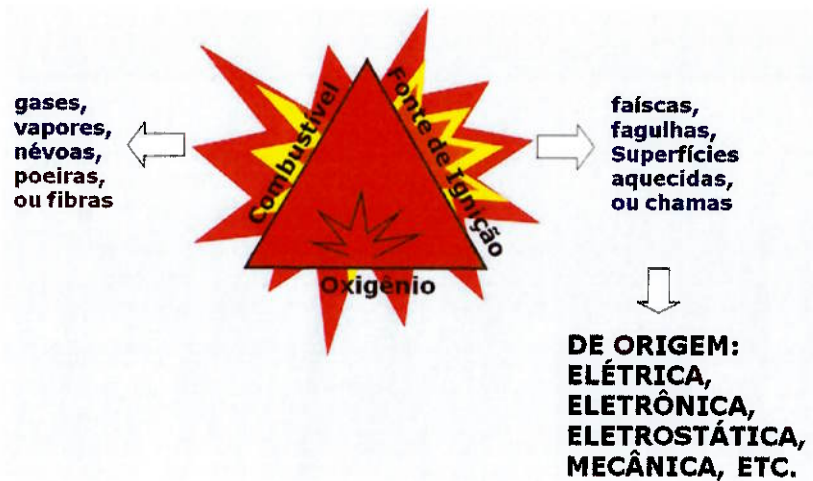 gases,
vapores,
névoas,
poeiras,
ou fibras
Combustível
Fonte de Ignição
Oxigênio
faíscas,
fagulhas,
Superfícies
aquecidas,
ou chamas
DE ORIGEM:
ELÉTRICA,
ELETRÔNICA,
ELETROSTÁTICA,
MECÂNICA, ETC.